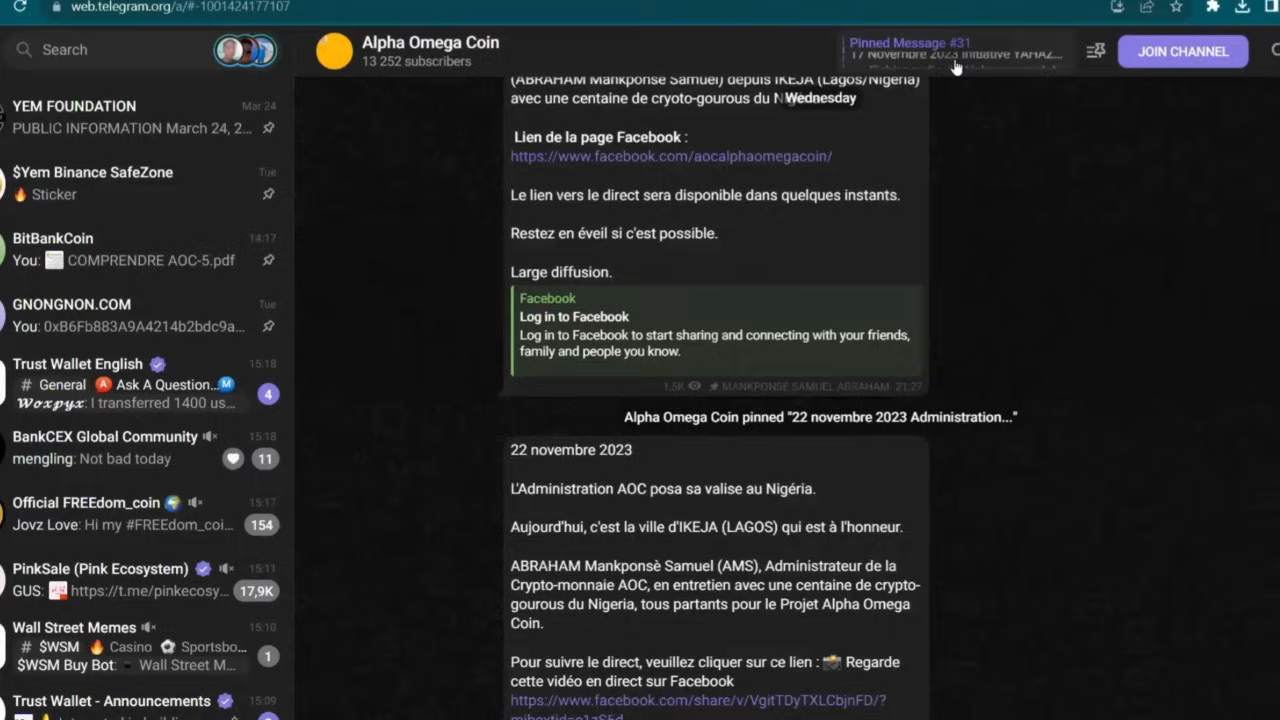 web.telegram.org/a/#-1001424177107
Search
YEM FOUNDATION
Mar 24
PUBLIC INFORMATION March 24, 2...
$Yem Binance SafeZone
Tue
🔥 Sticker
BitBankCoin
14:17
You: COMPRENDRE AOC-5.pdf
GNONGNON.COM
Tue
You: 0xB6Fb883A9A4214b2bdc9a...
Trust Wallet English
15:18
# General 🅰 Ask A Question...Ⓜ
𝑾𝒐𝒙𝒑𝒚𝒙: I transferred 1400 us...
4
BankCEX Global Community
15:18
mengling: Not bad today
11
Official FREEdom_coin 🌍
15:17
Jovz Love: Hi my #FREEdom_coi...
154
PinkSale (Pink Ecosystem)
15:11
GUS: https://t.me/pinkecosy...
17,9K
Wall Street Memes
15:10
# $WSM 🔥 Casino ⚽ Sportsbo...
$WSM Buy Bot: Wall Street M...
1
Trust Wallet - Announcements
15:09
Alpha Omega Coin
13 252 subscribers
Pinned Message #31
17 Novembre 2023 Initiative YAHAZ...
JOIN CHANNEL
(ABRAHAM Mankponse Samuel) depuis IKEJA (Lagos/Nigeria)
avec une centaine de cryoto-gourous du N
Wednesday
Lien de la page Facebook :
https://www.facebook.com/aocalphaomegacoin/
Le lien vers le direct sera disponible dans quelques instants.
Restez en éveil si c'est possible.
Large diffusion.
Facebook
Log in to Facebook
Log in to Facebook to start sharing and connecting with your friends,
family and people you know.
1.5K MANKPONSE SAMUEL ABRAHAM 21:27
Alpha Omega Coin pinned "22 novembre 2023 Administration..."
22 novembre 2023
L'Administration AOC posa sa valise au Nigéria.
Aujourd'hui, c'est la ville d'IKEJA (LAGOS) qui est à l'honneur.
ABRAHAM Mankponsè Samuel (AMS), Administrateur de la
Crypto-monnaie AOC, en entretien avec une centaine de crypto-
gourous du Nigeria, tous partants pour le Projet Alpha Omega
Coin.
Pour suivre le direct, veuillez cliquer sur ce lien : 📸 Regarde
cette vidéo en direct sur Facebook
https://www.facebook.com/share/v/VgitTDyTXLCbjnFD/?